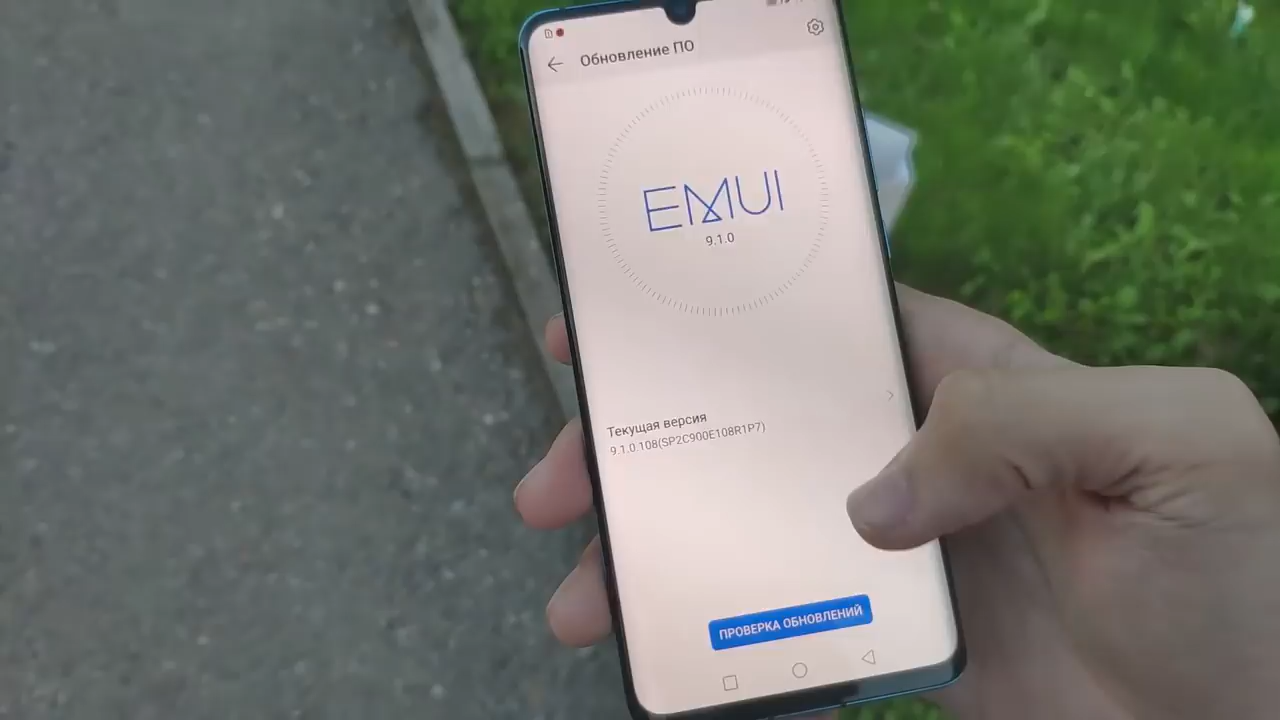 Обновление ПО
EMUI
9.1.0
Текущая версия
9.1.0.108(SP2C900E108R1P7)
ПРОВЕРКА ОБНОВЛЕНИЙ